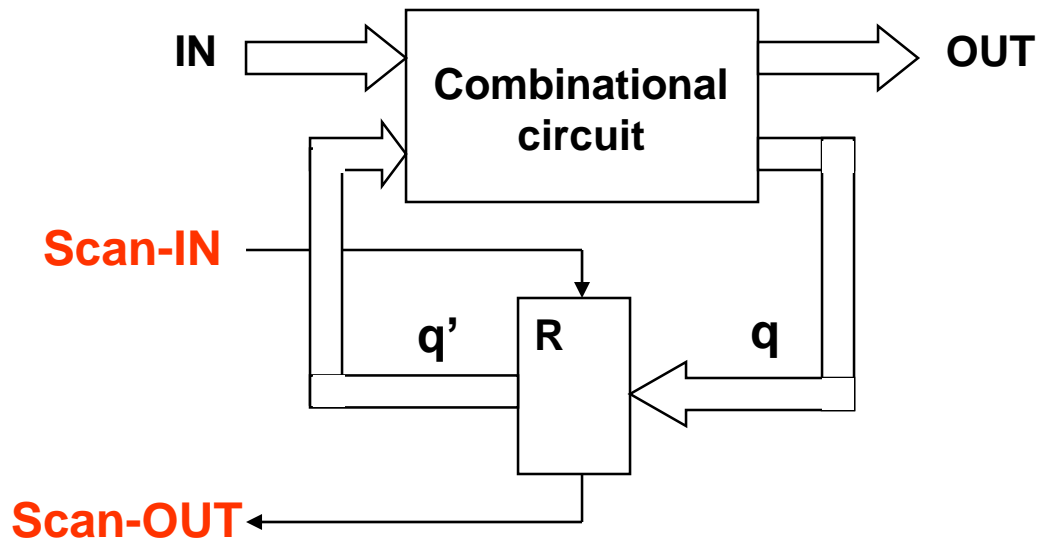 IN
OUT
Combinational
circuit
Scan-IN
q’
R
q
Scan-OUT